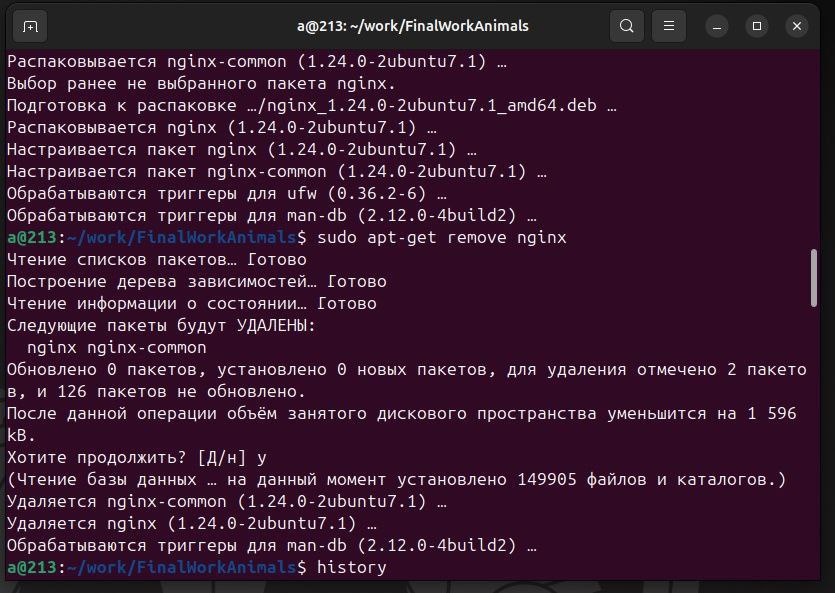 a@213: ~/work/FinalWorkAnimals
Распаковывается nginx-common (1.24.0-2ubuntu7.1) …
Выбор ранее не выбранного пакета nginx.
Подготовка к распаковке …/nginx_1.24.0-2ubuntu7.1_amd64.deb …
Распаковывается nginx (1.24.0-2ubuntu7.1) …
Настраивается пакет nginx (1.24.0-2ubuntu7.1) …
Настраивается пакет nginx-common (1.24.0-2ubuntu7.1) …
Обрабатываются триггеры для ufw (0.36.2-6) …
Обрабатываются триггеры для man-db (2.12.0-4build2) …
a@213:~/work/FinalWorkAnimals$ sudo apt-get remove nginx
Чтение списков пакетов… Готово
Построение дерева зависимостей… Готово
Чтение информации о состоянии… Готово
Следующие пакеты будут УДАЛЕНЫ:
  nginx nginx-common
Обновлено 0 пакетов, установлено 0 новых пакетов, для удаления отмечено 2 пакето
в, и 126 пакетов не обновлено.
После данной операции объём занятого дискового пространства уменьшится на 1 596
kB.
Хотите продолжить? [Д/н] y
(Чтение базы данных … на данный момент установлено 149905 файлов и каталогов.)
Удаляется nginx-common (1.24.0-2ubuntu7.1) …
Удаляется nginx (1.24.0-2ubuntu7.1) …
Обрабатываются триггеры для man-db (2.12.0-4build2) …
a@213:~/work/FinalWorkAnimals$ history